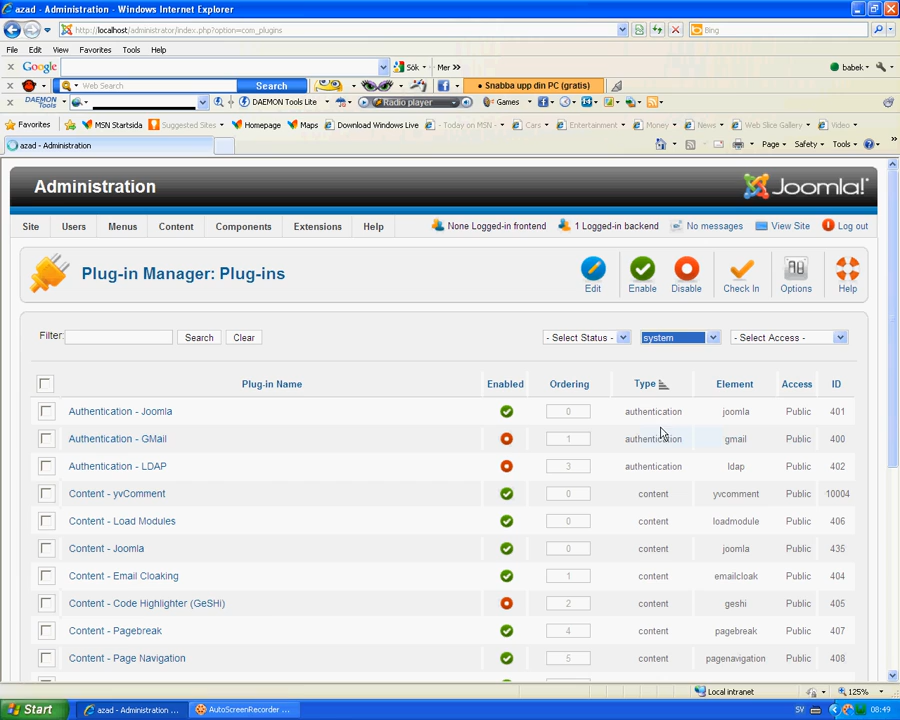 azad - Administration - Windows Internet Explorer
http://localhost/administrator/index.php?option=com_plugins
Bing
File Edit View Favorites Tools Help
Google Sök Mer » babek
Web Search Search Snabba upp din PC (gratis)
DAEMON Tools DAEMON Tools Lite Radio player Games
Favorites MSN Startsida Suggested Sites Homepage Maps Download Windows Live - Today on MSN - Cars Entertainment Money News Web Slice Gallery Video
azad - Administration Page Safety Tools
Administration Joomla!
Site Users Menus Content Components Extensions Help None Logged-in frontend 1 Logged-in backend No messages View Site Log out
Plug-in Manager: Plug-ins Edit Enable Disable Check In Options Help
Filter: Search Clear - Select Status - system - Select Access -
Plug-in Name Enabled Ordering Type Element Access ID
Authentication - Joomla 0 authentication joomla Public 401
Authentication - GMail 1 authentication gmail Public 400
Authentication - LDAP 3 authentication ldap Public 402
Content - yvComment 0 content yvcomment Public 10004
Content - Load Modules 0 content loadmodule Public 406
Content - Joomla 0 content joomla Public 435
Content - Email Cloaking 1 content emailcloak Public 404
Content - Code Highlighter (GeSHi) 2 content geshi Public 405
Content - Pagebreak 4 content pagebreak Public 407
Content - Page Navigation 5 content pagenavigation Public 408
Local intranet 125%
Start azad - Administration ... AutoScreenRecorder ... SV 08:49